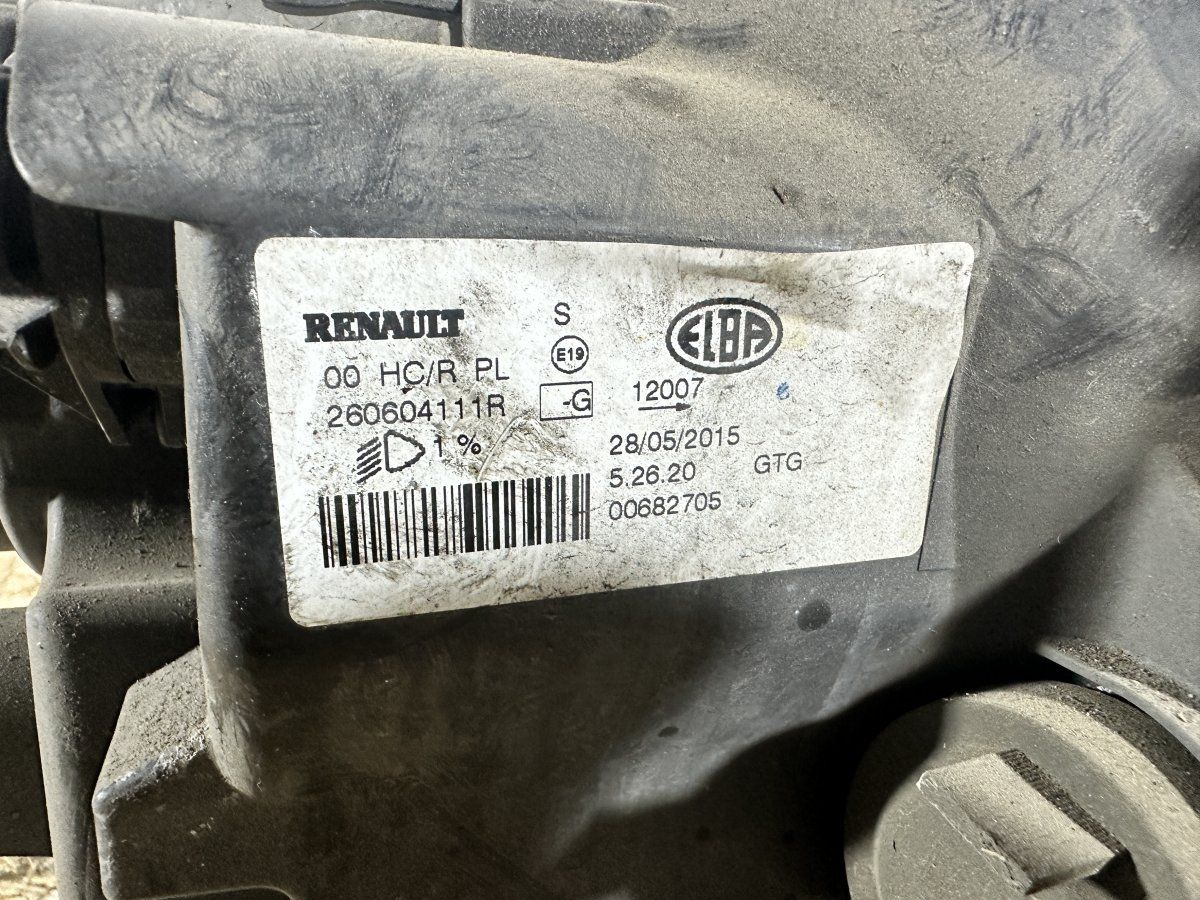 RENAULT
S
ELBA
00 HC/R PL
E19
260604111R
-G
12007
1 %
28/05/2015
5.26.20
GTG
00682705